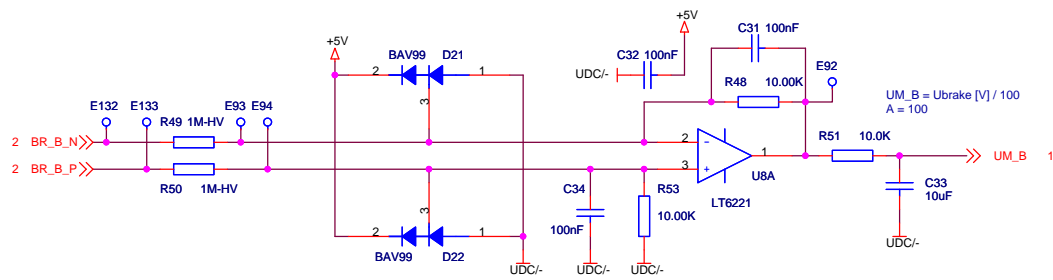 +5V
C31 100nF
+5V
BAV99 D21
C32 100nF
E92
2 1
UDC/-
R48 10.00K
UM_B = Ubrake [V] / 100
A = 100
E132 E133 E93 E94
3
R49 1M-HV
R51 10.0K
2 BR_B_N
2
1
UM_B 1
2 BR_B_P
3
U8A
R50 1M-HV
C34
R53
LT6221
C33
10uF
3
100nF
10.00K
2 1
BAV99 D22
UDC/-
UDC/-
UDC/-
UDC/-